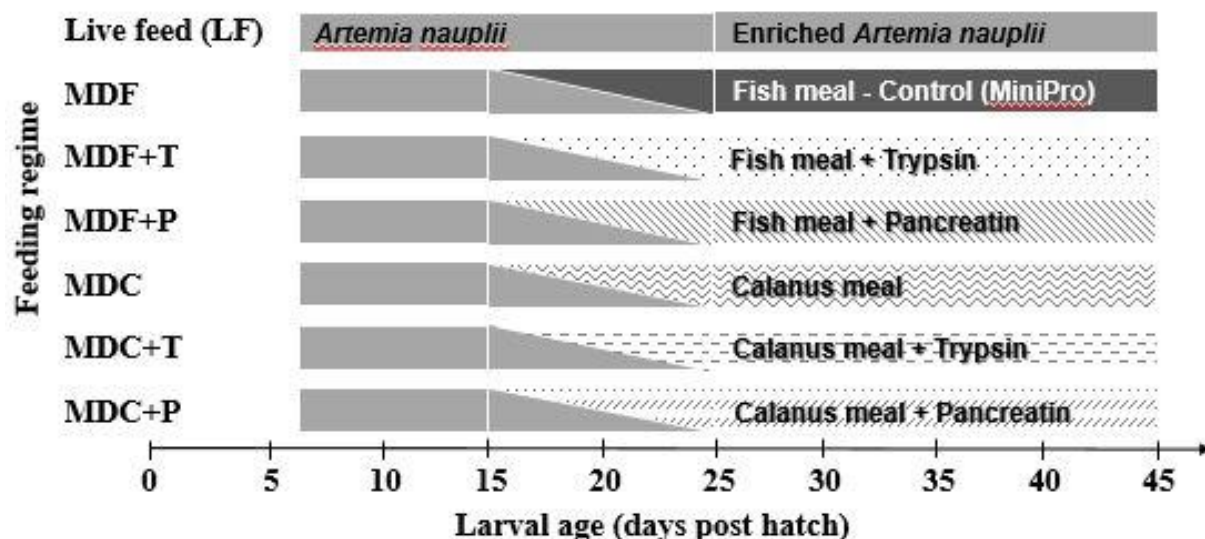 Live feed (LF) Artemia nauplii Enriched Artemia nauplii
MDF Fish meal - Control (MiniPro)
MDF+T Fish meal + Trypsin
MDF+P Fish meal + Pancreatin
MDC Calanus meal
MDC+T Calanus meal + Trypsin
MDC+P Calanus meal + Pancreatin
Feeding regime
0 5 10 15 20 25 30 35 40 45
Larval age (days post hatch)